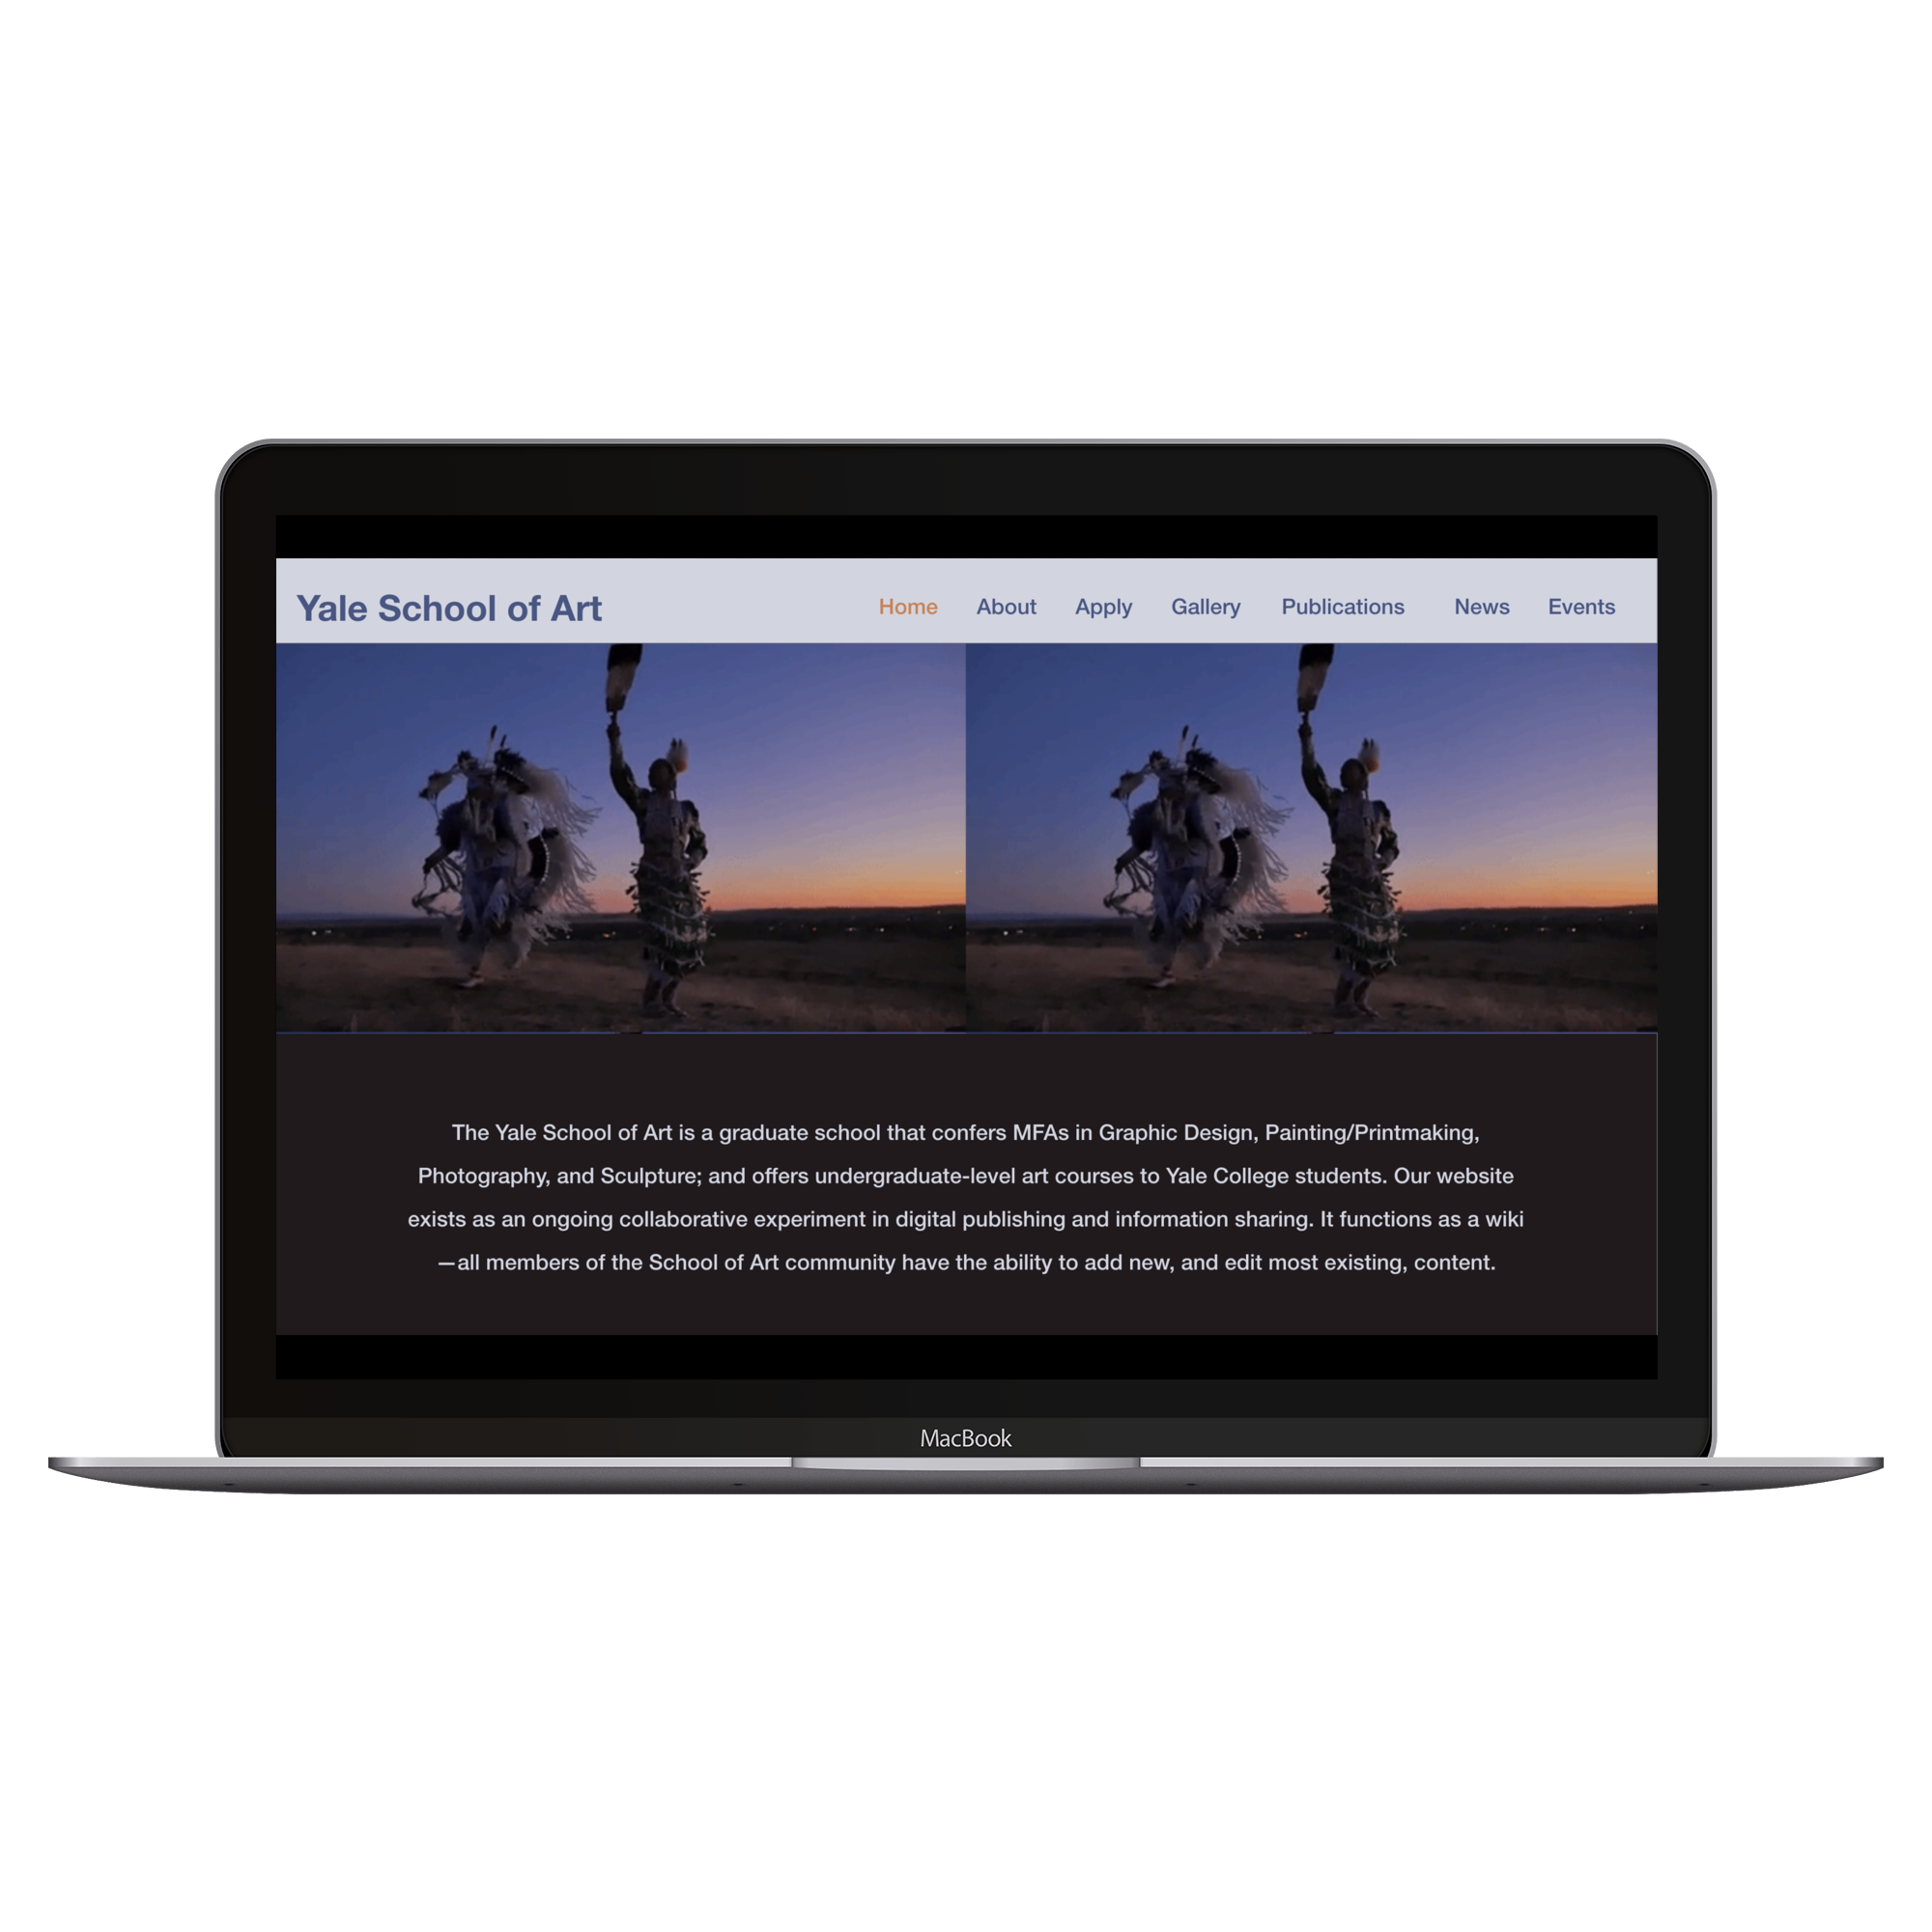 Yale School of Art
Home About Apply Gallery Publications News Events
The Yale School of Art is a graduate school that confers MFAs in Graphic Design, Painting/Printmaking,
Photography, and Sculpture; and offers undergraduate-level art courses to Yale College students. Our website
exists as an ongoing collaborative experiment in digital publishing and information sharing. It functions as a wiki
—all members of the School of Art community have the ability to add new, and edit most existing, content.
MacBook